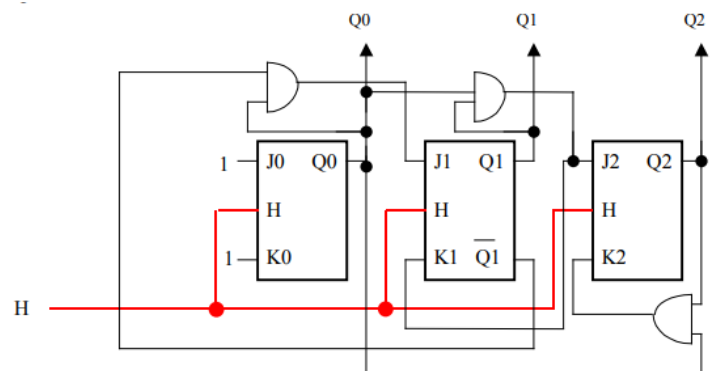 Q0 Q1 Q2
1 J0 Q0 J1 Q1 J2 Q2
H H H
1 K0 K1 Q1 K2
H